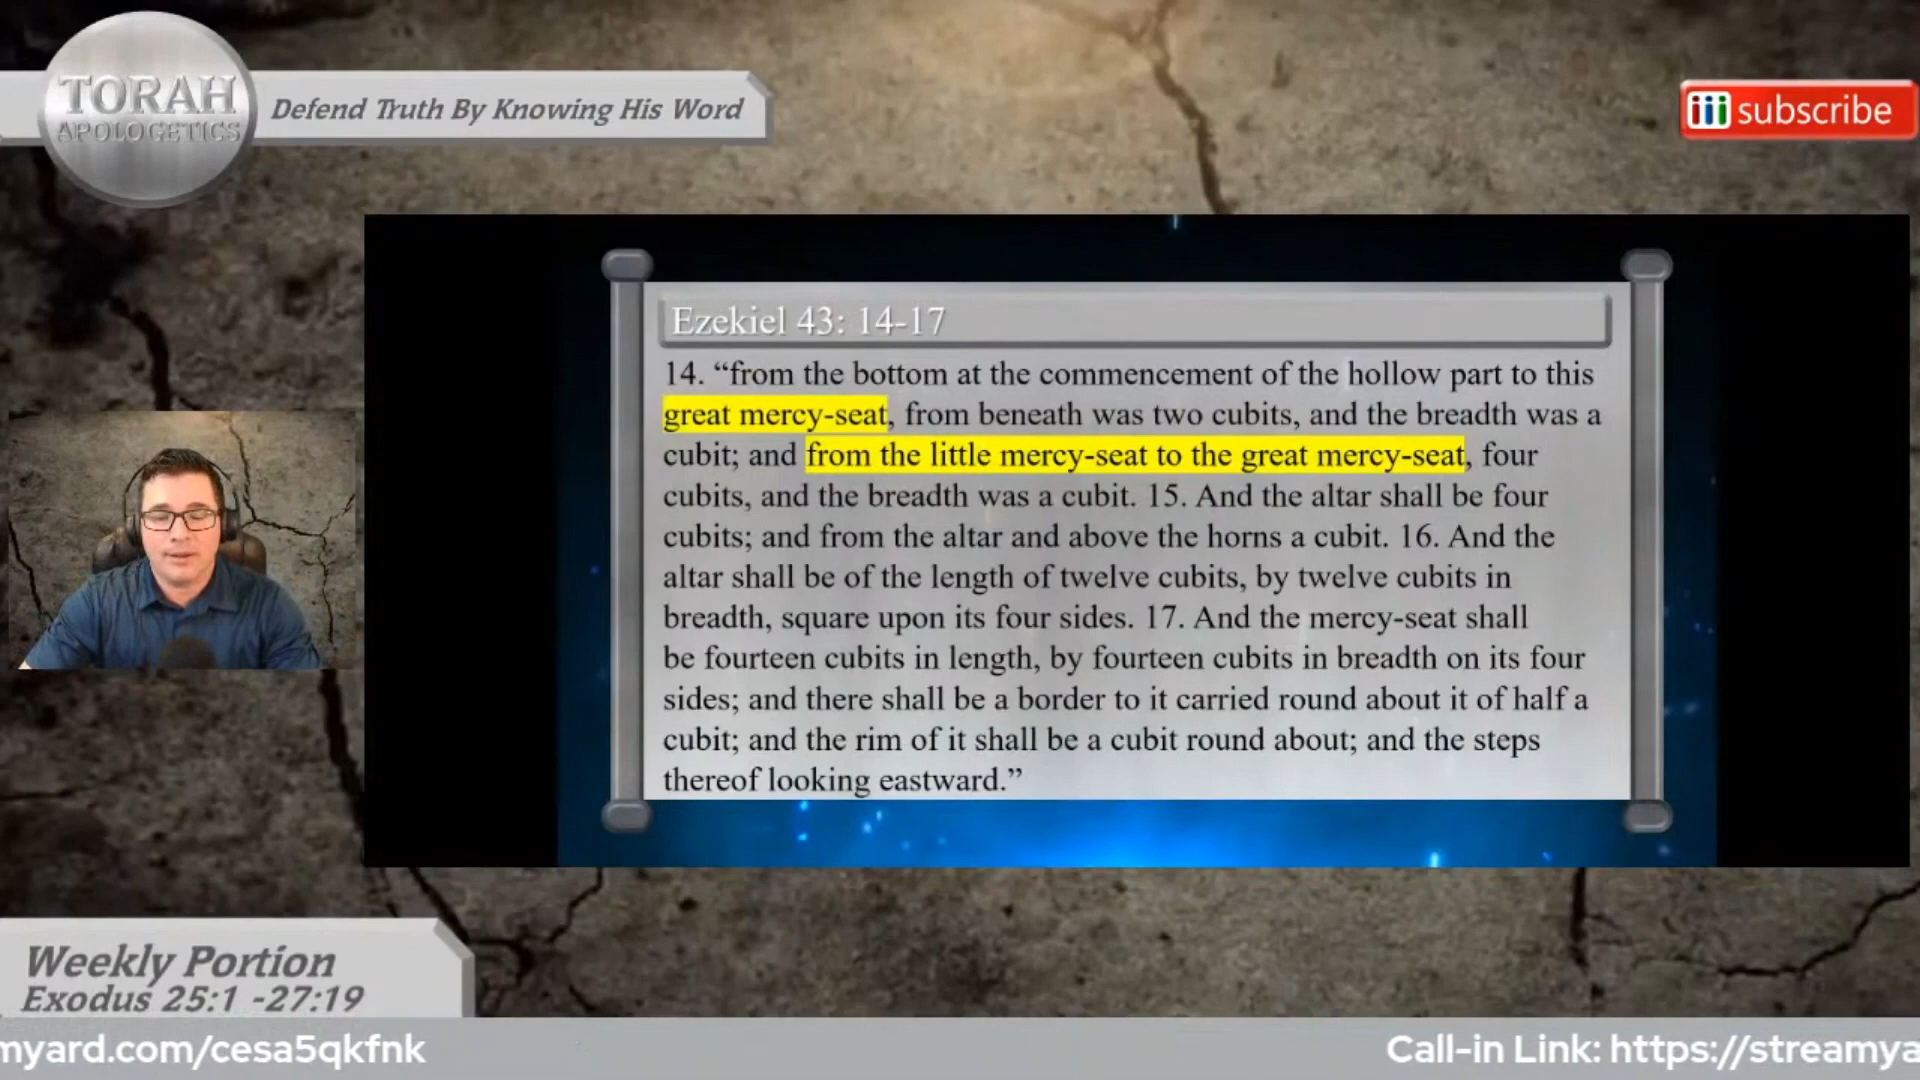 TORAH
APOLOGETICS
Defend Truth By Knowing His Word
subscribe
Ezekiel 43: 14-17
14. “from the bottom at the commencement of the hollow part to this
great mercy-seat, from beneath was two cubits, and the breadth was a
cubit; and from the little mercy-seat to the great mercy-seat, four
cubits, and the breadth was a cubit. 15. And the altar shall be four
cubits; and from the altar and above the horns a cubit. 16. And the
altar shall be of the length of twelve cubits, by twelve cubits in
breadth, square upon its four sides. 17. And the mercy-seat shall
be fourteen cubits in length, by fourteen cubits in breadth on its four
sides; and there shall be a border to it carried round about it of half a
cubit; and the rim of it shall be a cubit round about; and the steps
thereof looking eastward.”
Weekly Portion
Exodus 25:1 -27:19
myard.com/cesa5qkfnk
Call-in Link: https://streamya